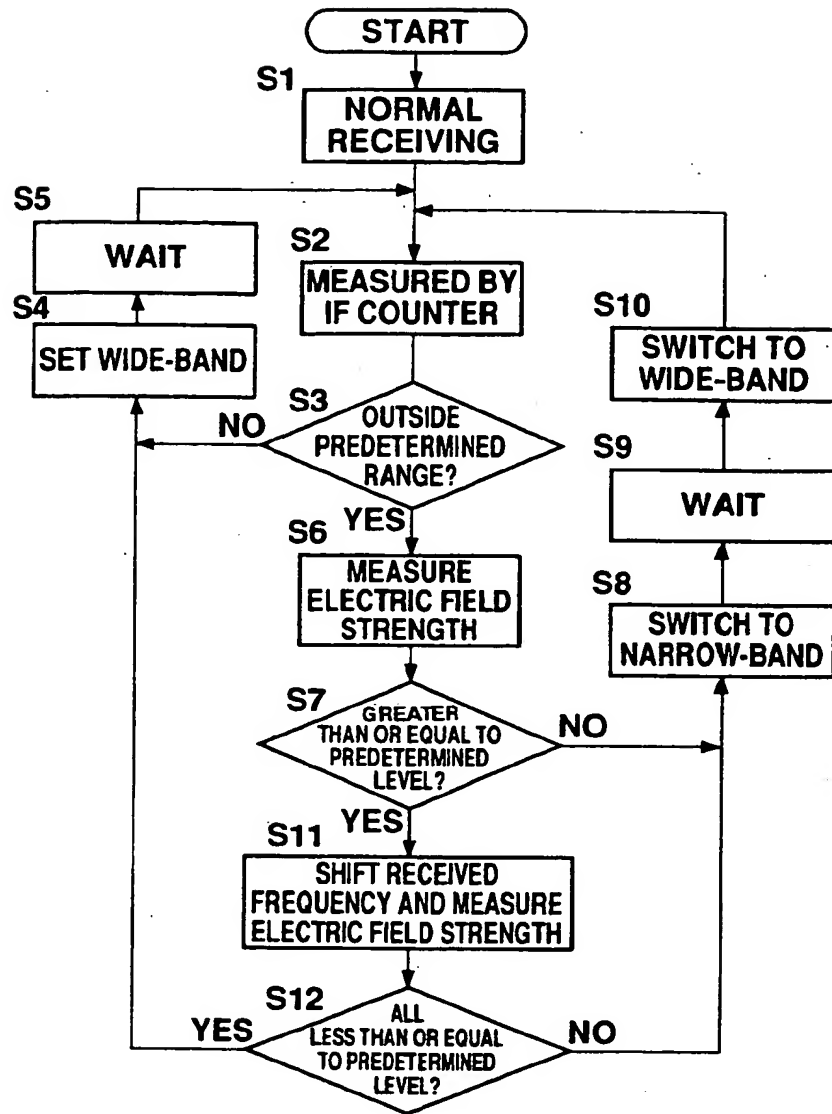 START
S1
NORMAL
RECEIVING
S5
WAIT
S2
MEASURED BY
IF COUNTER
S4
SET WIDE-BAND
S10
SWITCH TO
WIDE-BAND
S3
OUTSIDE
PREDETERMINED
RANGE?
NO
YES
S9
WAIT
S6
MEASURE
ELECTRIC FIELD
STRENGTH
S8
SWITCH TO
NARROW-BAND
S7
GREATER
THAN OR EQUAL TO
PREDETERMINED
LEVEL?
NO
YES
S11
SHIFT RECEIVED
FREQUENCY AND MEASURE
ELECTRIC FIELD STRENGTH
S12
ALL
LESS THAN OR EQUAL
TO PREDETERMINED
LEVEL?
YES
NO